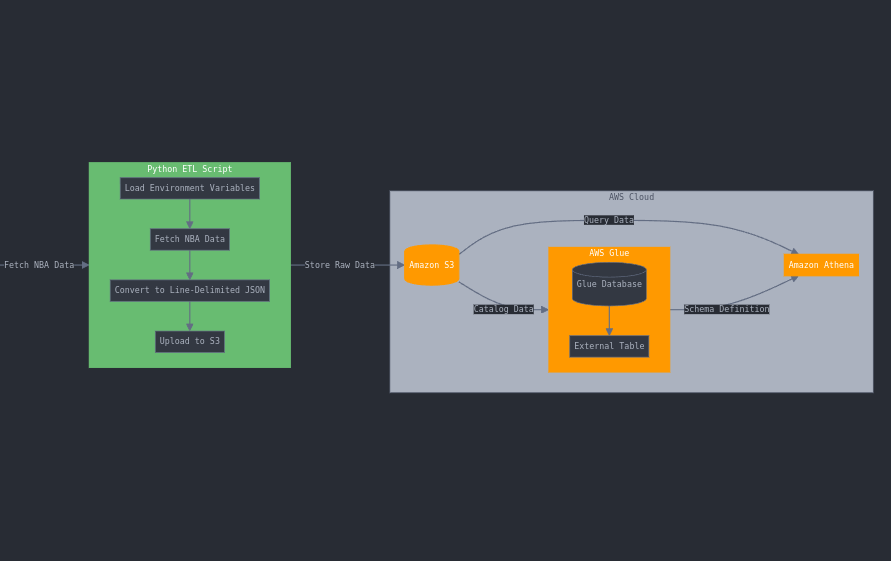 Fetch NBA Data
Python ETL Script
Load Environment Variables
Fetch NBA Data
Convert to Line-Delimited JSON
Upload to S3
Store Raw Data
AWS Cloud
Amazon S3
Query Data
Catalog Data
AWS Glue
Glue Database
External Table
Schema Definition
Amazon Athena